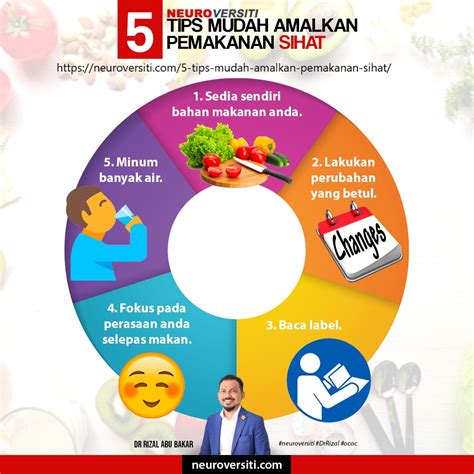 5
NEUROVERSITI
TIPS MUDAH AMALKAN
PEMAKANAN SIHAT
https://neuroversiti.com/5-tips-mudah-amalkan-pemakanan-sihat/
1. Sedia sendiri
bahan makanan anda.
2. Lakukan
perubahan
yang betul.
Changes
3. Baca label.
4. Fokus pada
perasaan anda
selepas makan.
5. Minum
banyak air.
DR RIZAL ABU BAKAR
#neuroversiti #DrRizal #ococ
neuroversiti.com